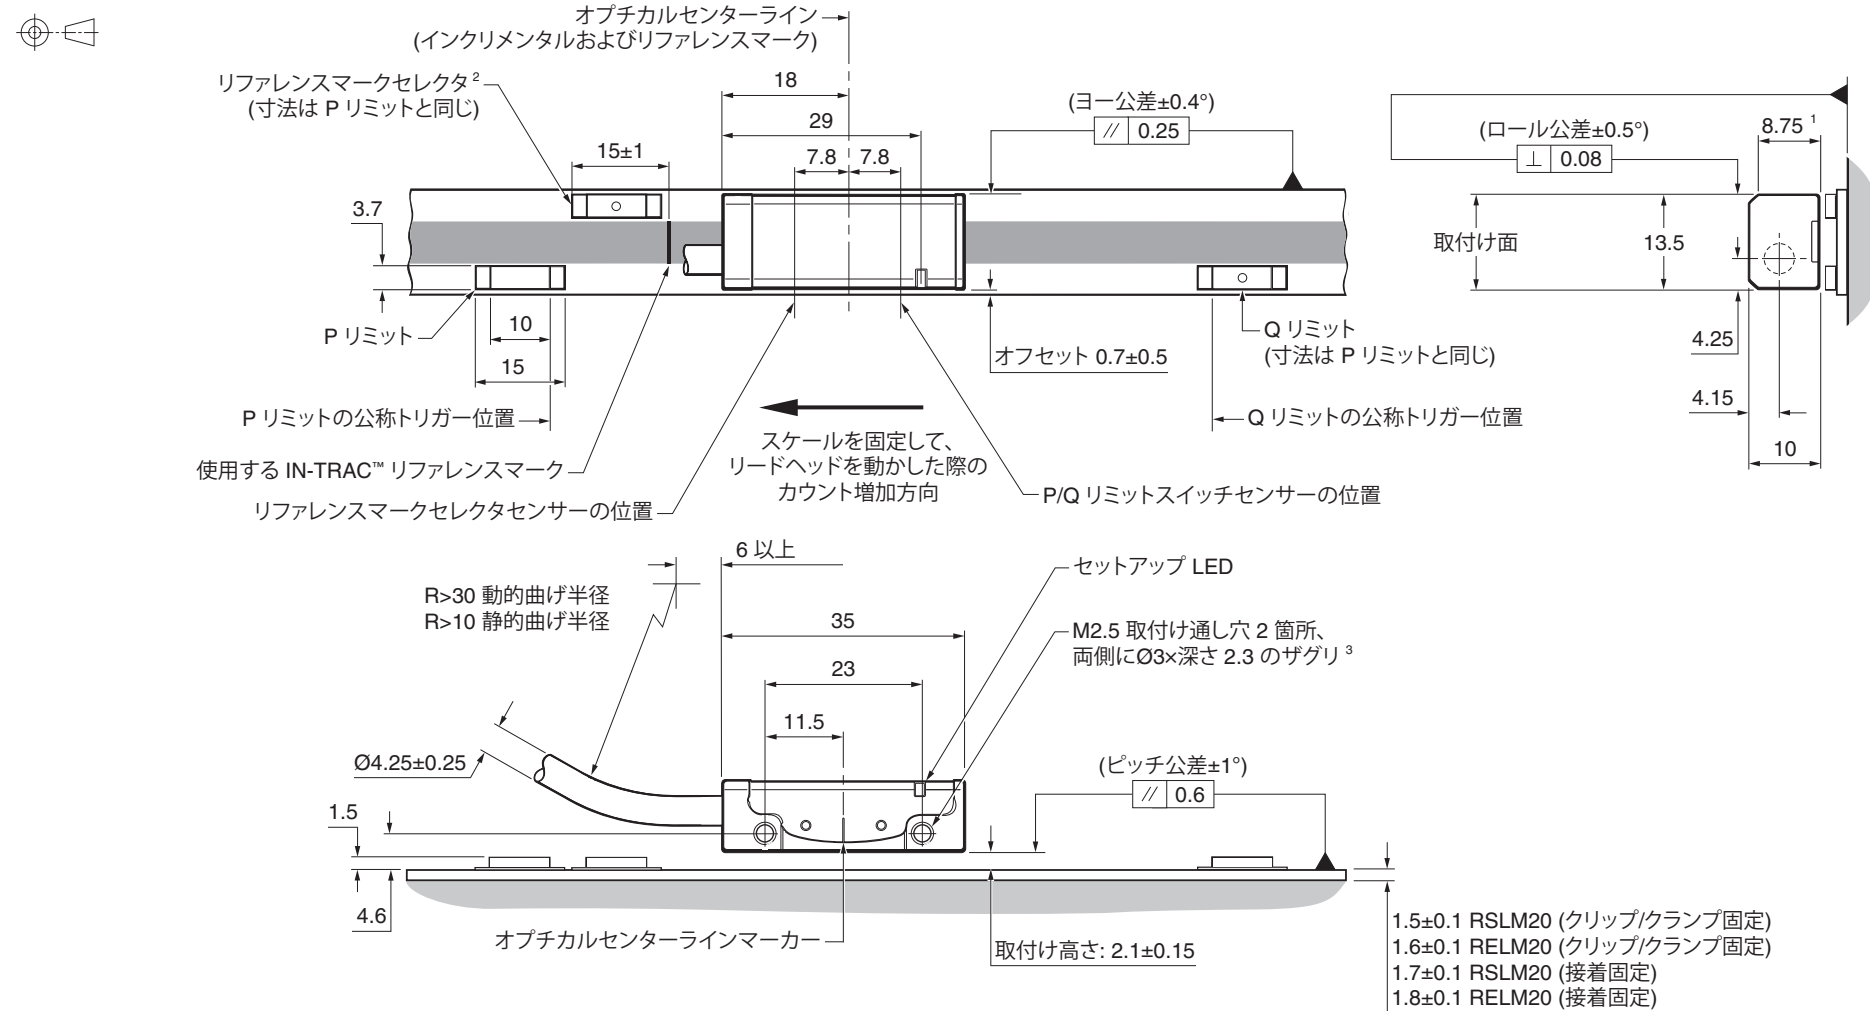 オプチカルセンターライン
(インクリメンタルおよびリファレンスマーク)
リファレンスマークセレクタ 2
(寸法は P リミットと同じ)
18
29
7.8
7.8
15±1
3.7
(ヨー公差±0.4°)
// 0.25
(ロール公差±0.5°)
⊥ 0.08
8.75 1
取付け面
13.5
4.25
4.15
10
P リミット
10
15
P リミットの公称トリガー位置
使用する IN-TRAC™ リファレンスマーク
リファレンスマークセレクタセンサーの位置
オフセット 0.7±0.5
Q リミット
(寸法は P リミットと同じ)
Q リミットの公称トリガー位置
スケールを固定して、
リードヘッドを動かした際の
カウント増加方向
P/Q リミットスイッチセンサーの位置
6 以上
R>30 動的曲げ半径
R>10 静的曲げ半径
35
23
11.5
セットアップ LED
M2.5 取付け通し穴 2 箇所、
両側にØ3×深さ 2.3 のザグリ 3
Ø4.25±0.25
(ピッチ公差±1°)
// 0.6
1.5
4.6
オプチカルセンターラインマーカー
取付け高さ: 2.1±0.15
1.5±0.1 RSLM20 (クリップ/クランプ固定)
1.6±0.1 RELM20 (クリップ/クランプ固定)
1.7±0.1 RSLM20 (接着固定)
1.8±0.1 RELM20 (接着固定)